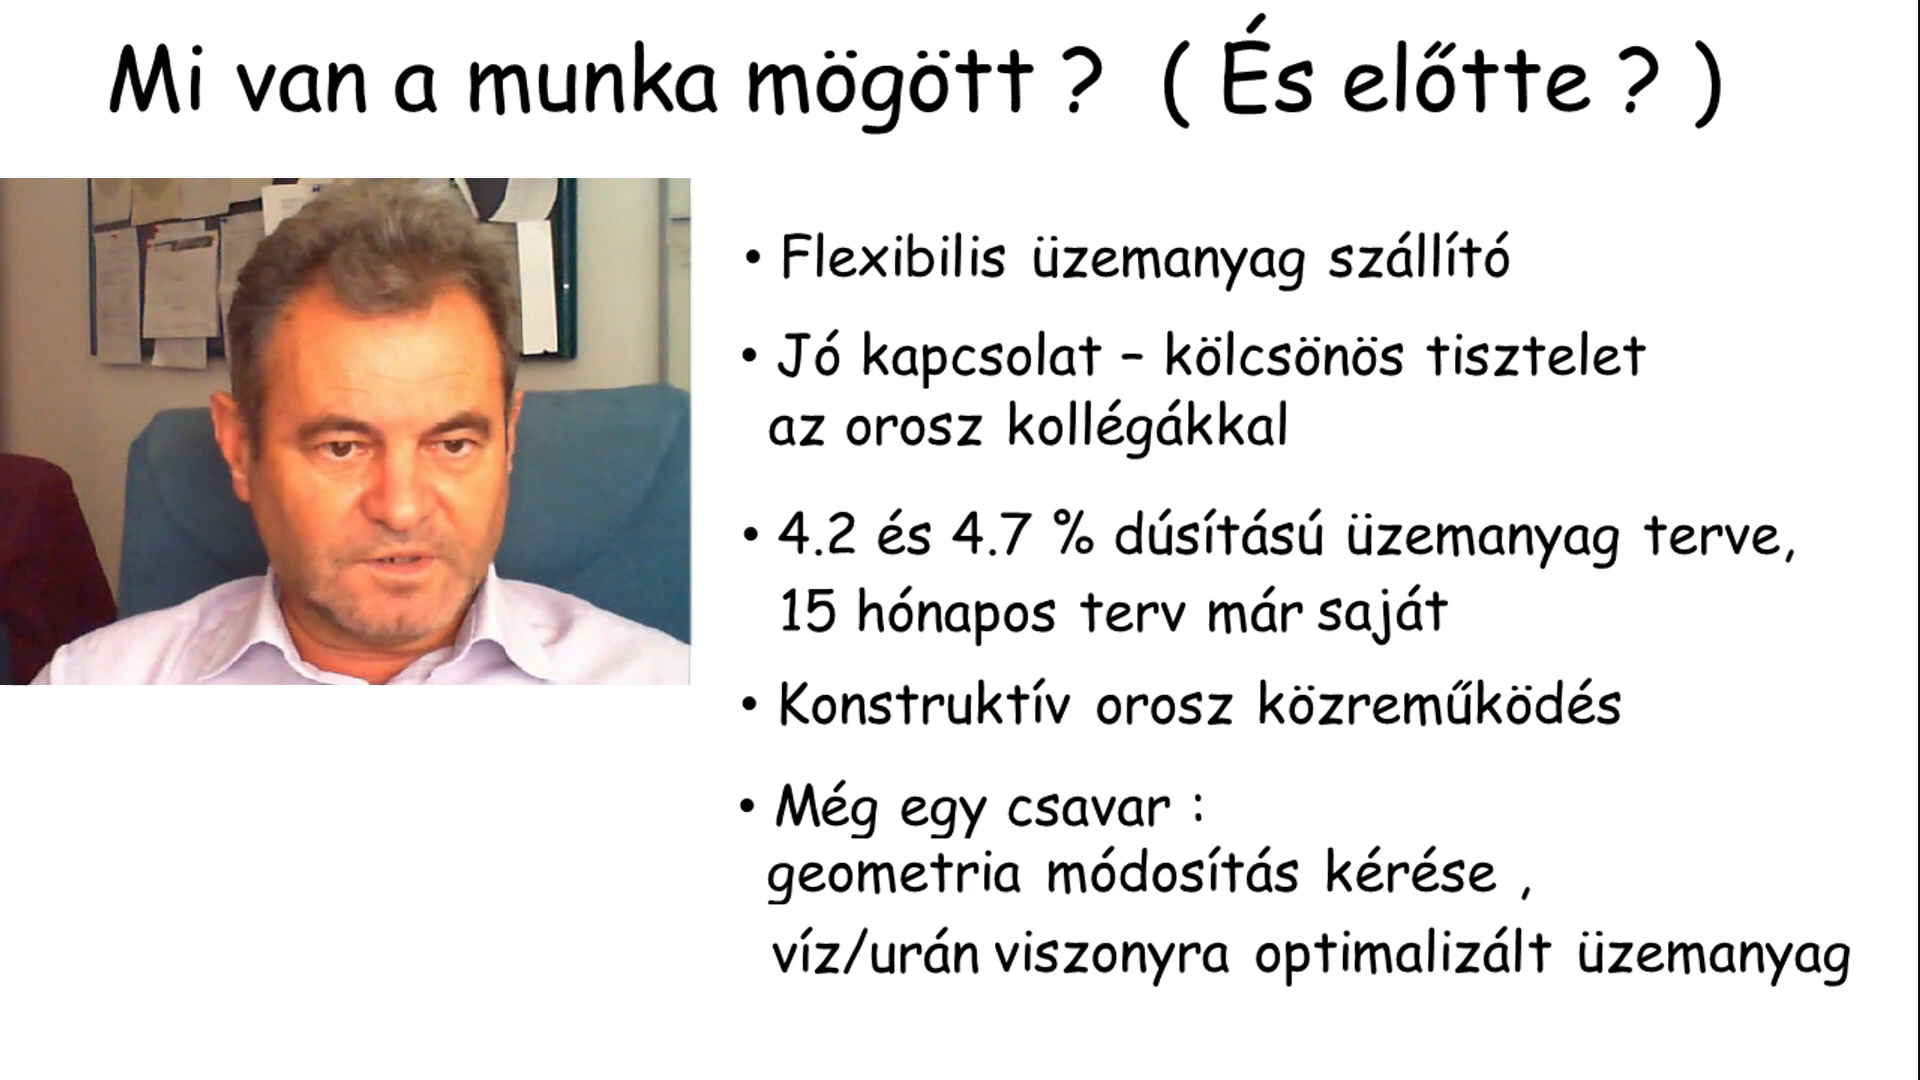 Mi van a munka mögött ? ( És előtte ? )
• Flexibilis üzemanyag szállító
• Jó kapcsolat – kölcsönös tisztelet
az orosz kollégákkal
• 4.2 és 4.7 % dúsítású üzemanyag terve,
15 hónapos terv már saját
• Konstruktív orosz közreműködés
• Még egy csavar :
geometria módosítás kérése ,
víz/urán viszonyra optimalizált üzemanyag